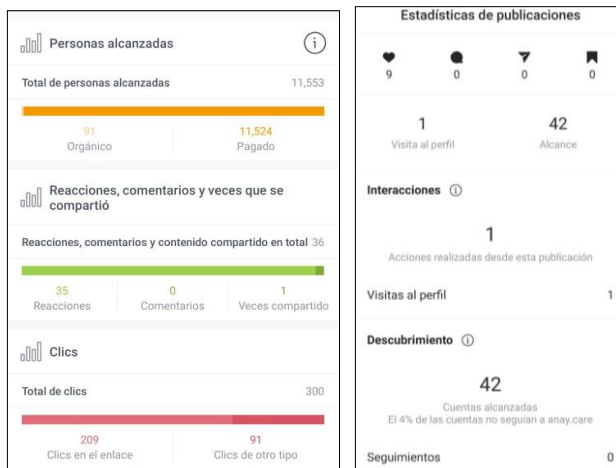 Personas alcanzadas
Total de personas alcanzadas 11,553
91 11,524
Orgánico Pagado
Reacciones, comentarios y veces que se
compartió
Reacciones, comentarios y contenido compartido en total 36
35 0 1
Reacciones Comentarios Veces compartido
Clics
Total de clics 300
209 91
Clics en el enlace Clics de otro tipo
Estadísticas de publicaciones
9 0 0 0
1 42
Visita al perfil Alcance
Interacciones
1
Acciones realizadas desde esta publicación
Visitas al perfil 1
Descubrimiento
42
Cuentas alcanzadas
El 4% de las cuentas no seguían a anay.care
Seguimientos 0